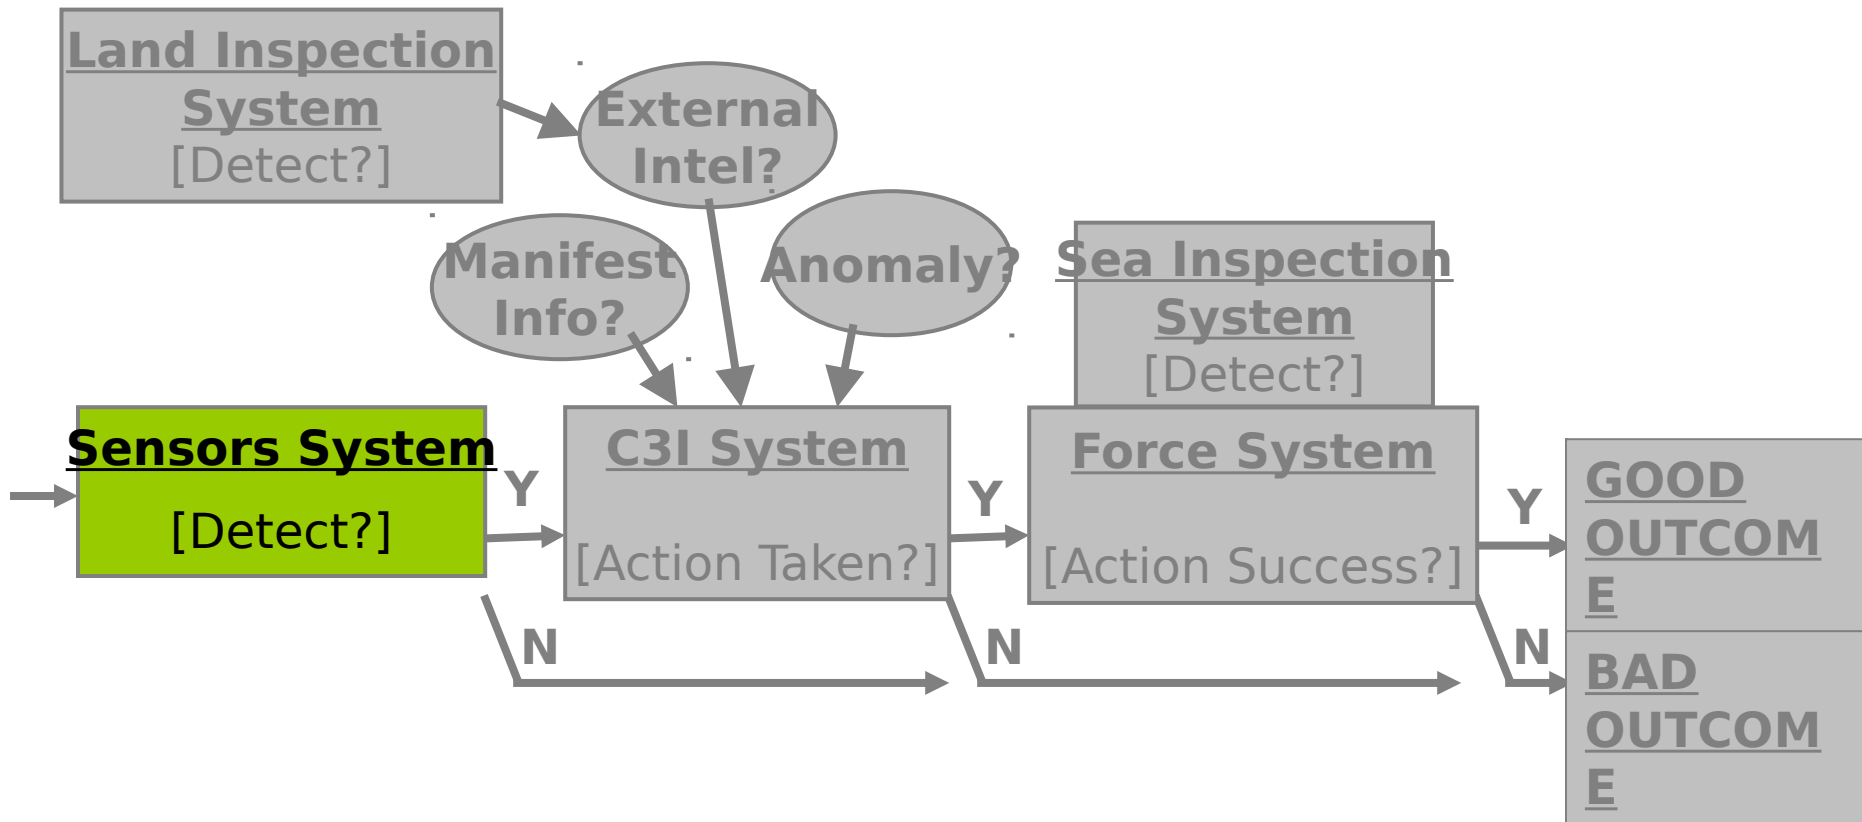 Land Inspection
System
[Detect?]
External
Intel?
Manifest
Info?
Anomaly?
Sea Inspection
System
[Detect?]
Sensors System
[Detect?]
Y
N
C3I System
[Action Taken?]
Y
N
Force System
[Action Success?]
Y
N
GOOD
OUTCOM
E
BAD
OUTCOM
E